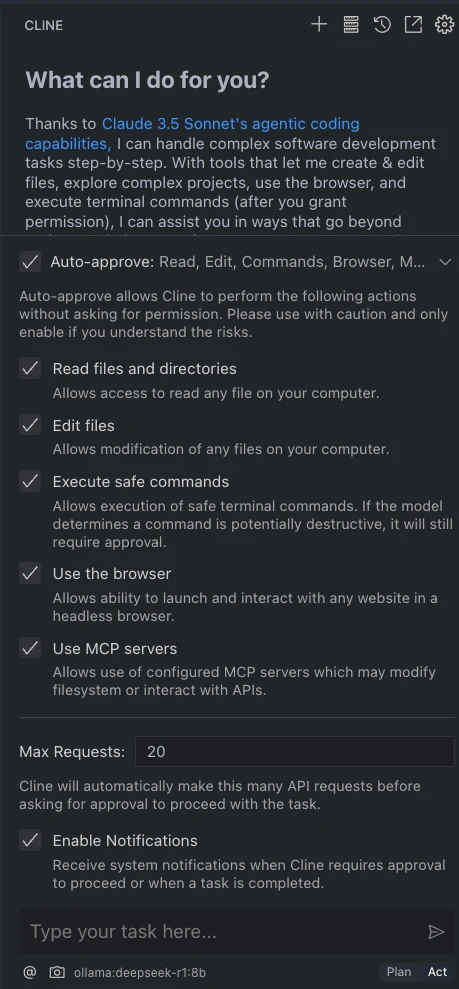 CLINE
What can I do for you?
Thanks to Claude 3.5 Sonnet's agentic coding
capabilities, I can handle complex software development
tasks step-by-step. With tools that let me create & edit
files, explore complex projects, use the browser, and
execute terminal commands (after you grant
permission), I can assist you in ways that go beyond
Auto-approve: Read, Edit, Commands, Browser, M...
Auto-approve allows Cline to perform the following actions
without asking for permission. Please use with caution and only
enable if you understand the risks.
Read files and directories
Allows access to read any file on your computer.
Edit files
Allows modification of any files on your computer.
Execute safe commands
Allows execution of safe terminal commands. If the model
determines a command is potentially destructive, it will still
require approval.
Use the browser
Allows ability to launch and interact with any website in a
headless browser.
Use MCP servers
Allows use of configured MCP servers which may modify
filesystem or interact with APIs.
Max Requests: 20
Cline will automatically make this many API requests before
asking for approval to proceed with the task.
Enable Notifications
Receive system notifications when Cline requires approval
to proceed or when a task is completed.
Type your task here...
@ ollama:deepseek-r1:8b Plan Act